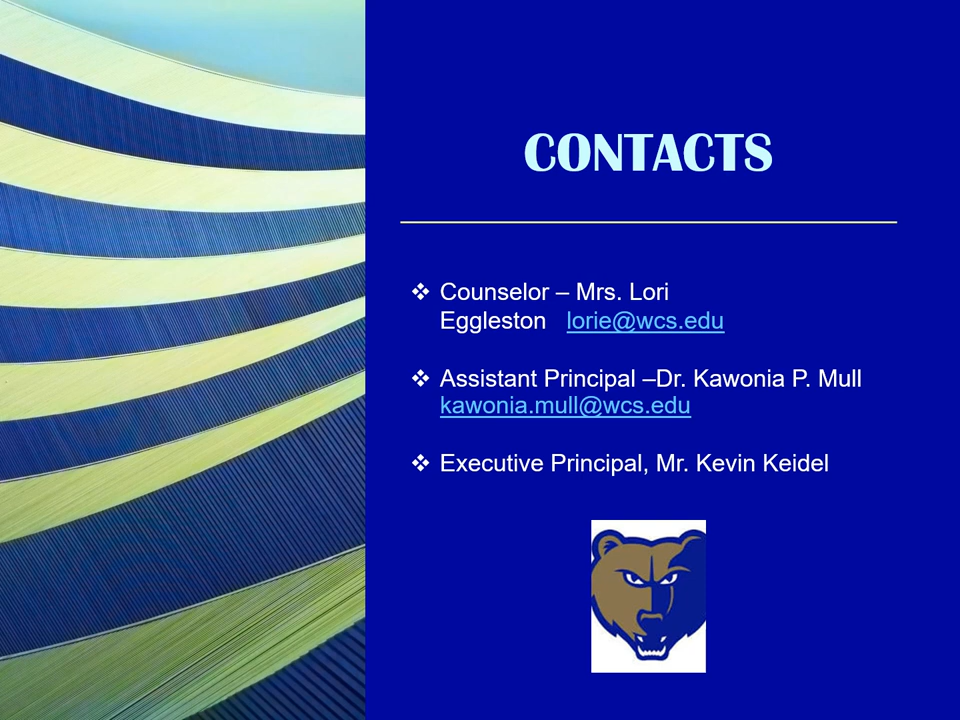 CONTACTS
❖ Counselor – Mrs. Lori
Eggleston lorie@wcs.edu
❖ Assistant Principal –Dr. Kawonia P. Mull
kawonia.mull@wcs.edu
❖ Executive Principal, Mr. Kevin Keidel